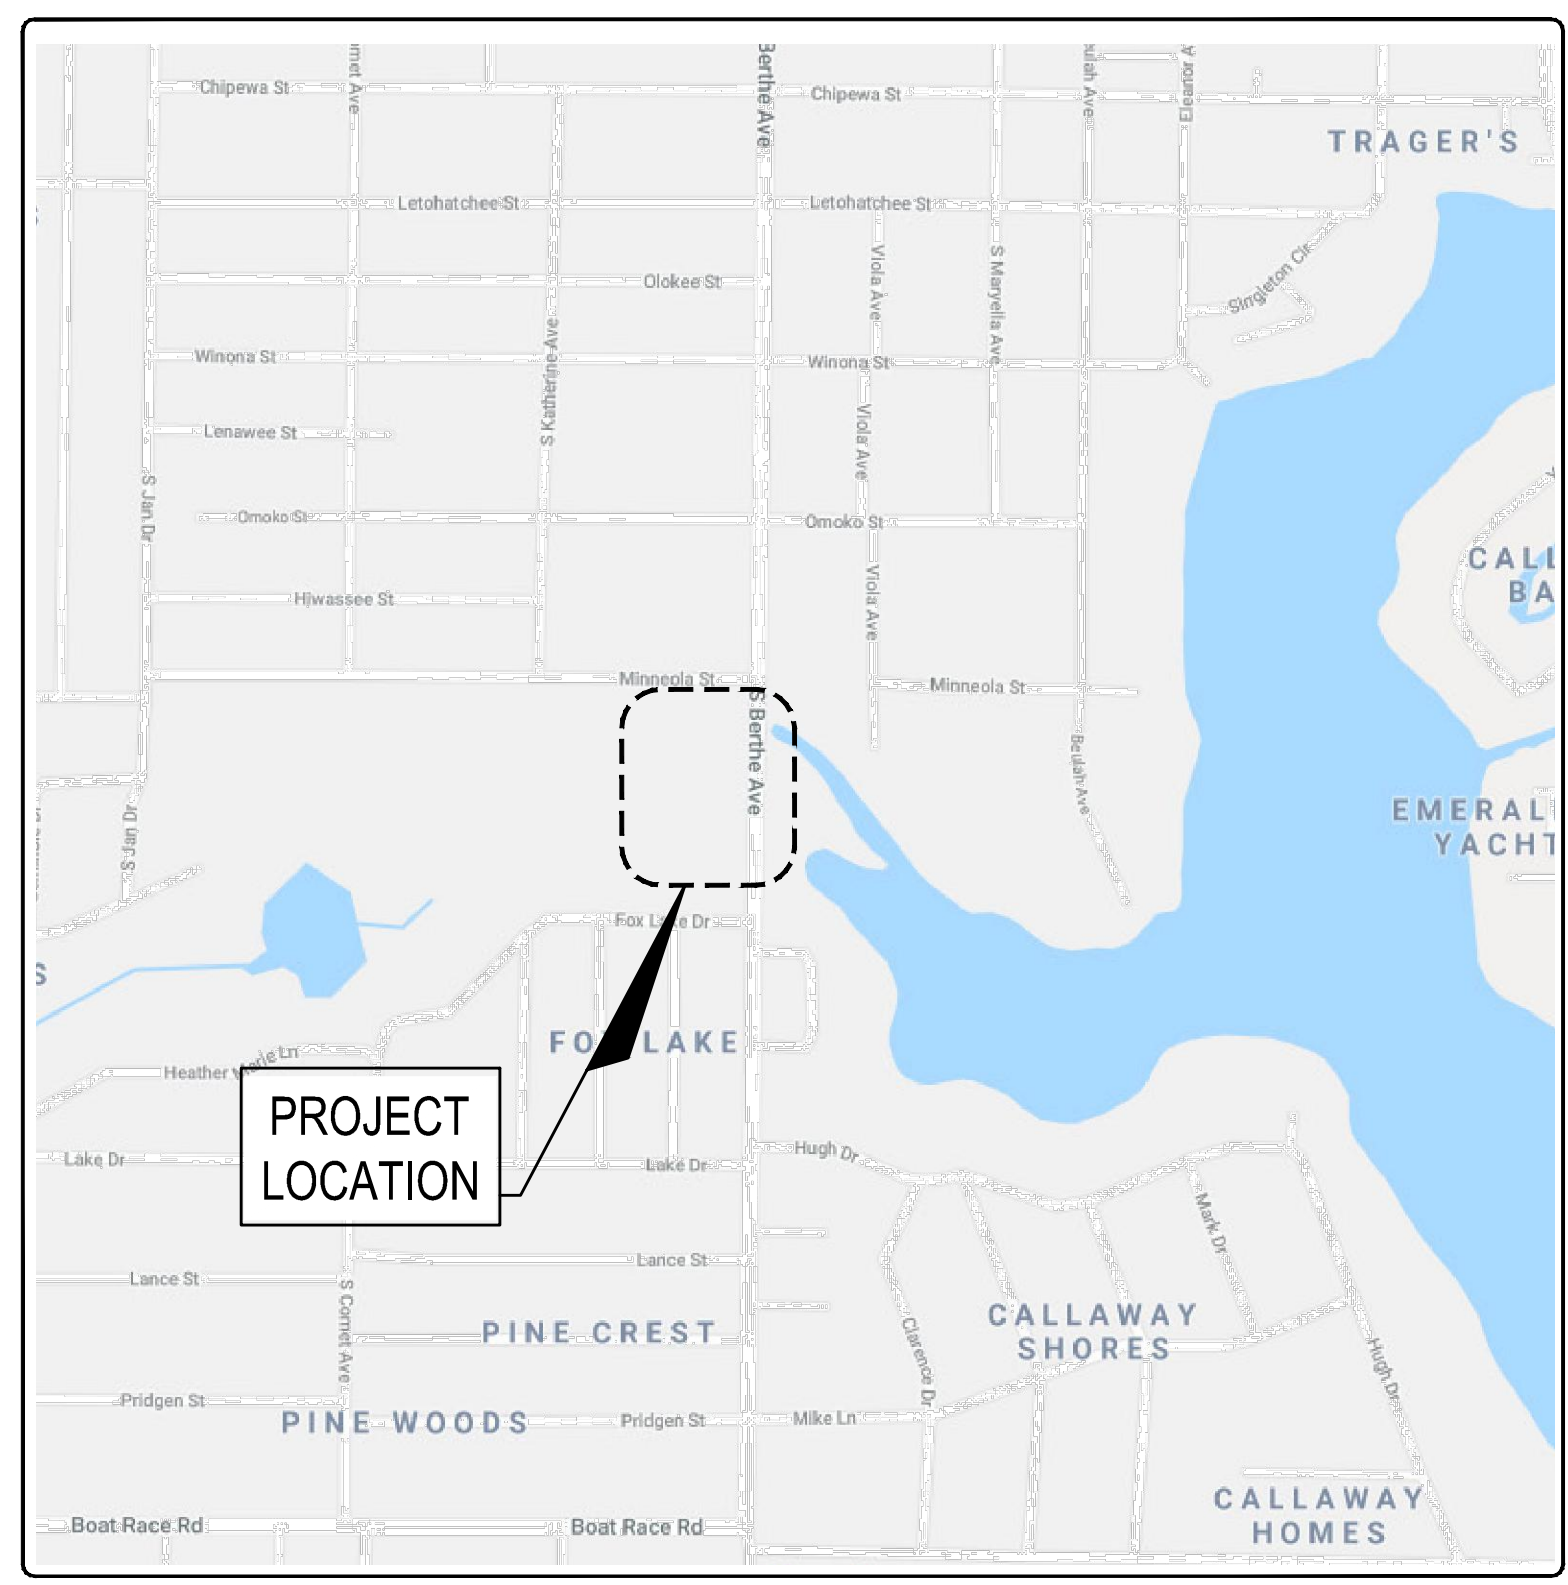 Chipewa St
Berthe Ave
Chipewa St
TRAGER'S
Letohatchee St
Letohatchee St
Olokee St
Viola Ave
S Maryella Ave
Singleton Cir
Winona St
S Katherine Ave
Winona St
Lenawee St
Viola Ave
S Jan Dr
Omoko St
Omoko St
Hiwassee St
Viola Ave
Minneola St
Minneola St
S Berthe Ave
Beulah Ave
S Jan Dr
EMERAL
YACHT
Fox Lake Dr
LAKE
Heather Marie Ln
PROJECT
LOCATION
Lake Dr
Lake Dr
Hugh Dr
Mark Dr
Lance St
Lance St
S Comet Ave
PINE CREST
CALLAWAY
SHORES
Clarence Dr
Hugh Dr
Pridgen St
PINE WOODS
Pridgen St
Mike Ln
CALLAWAY
HOMES
Boat Race Rd
Boat Race Rd